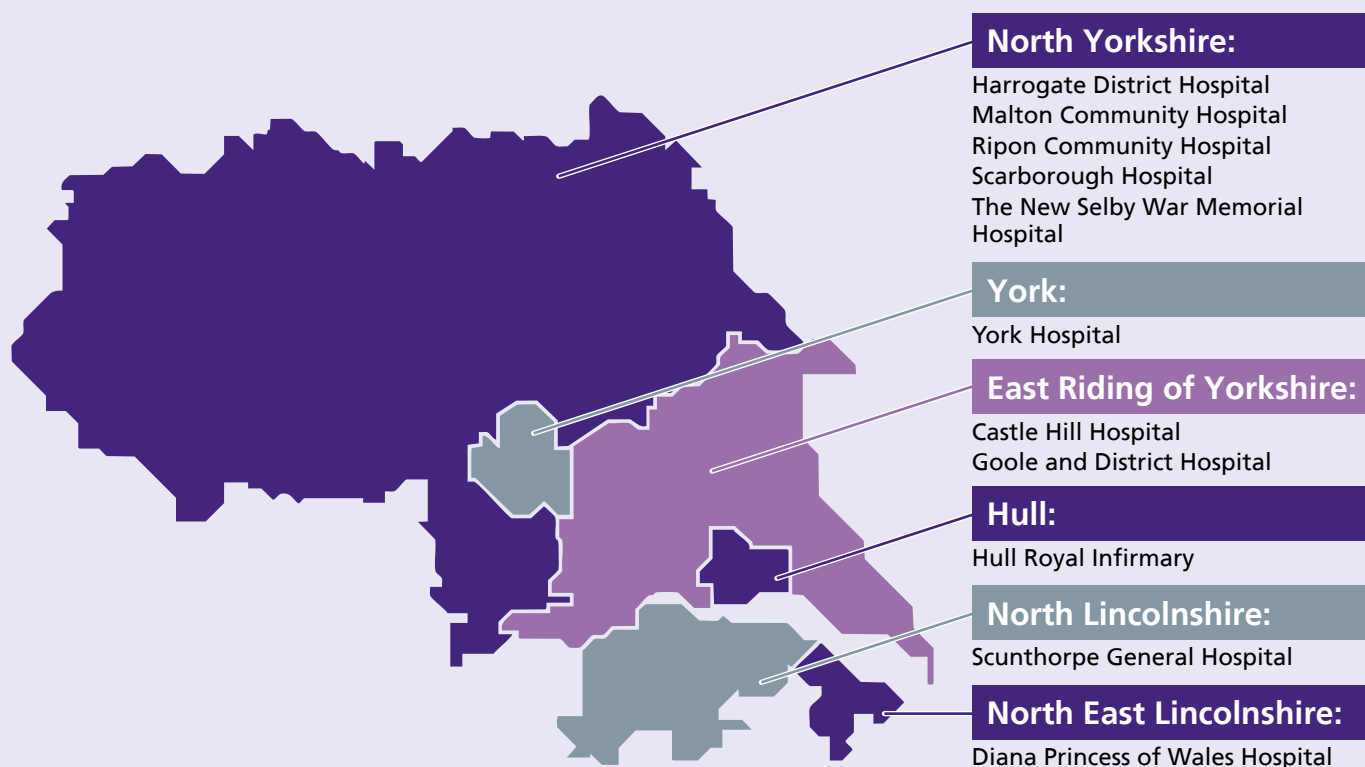 North Yorkshire:
Harrogate District Hospital
Malton Community Hospital
Ripon Community Hospital
Scarborough Hospital
The New Selby War Memorial
Hospital
York:
York Hospital
East Riding of Yorkshire:
Castle Hill Hospital
Goole and District Hospital
Hull:
Hull Royal Infirmary
North Lincolnshire:
Scunthorpe General Hospital
North East Lincolnshire:
Diana Princess of Wales Hospital